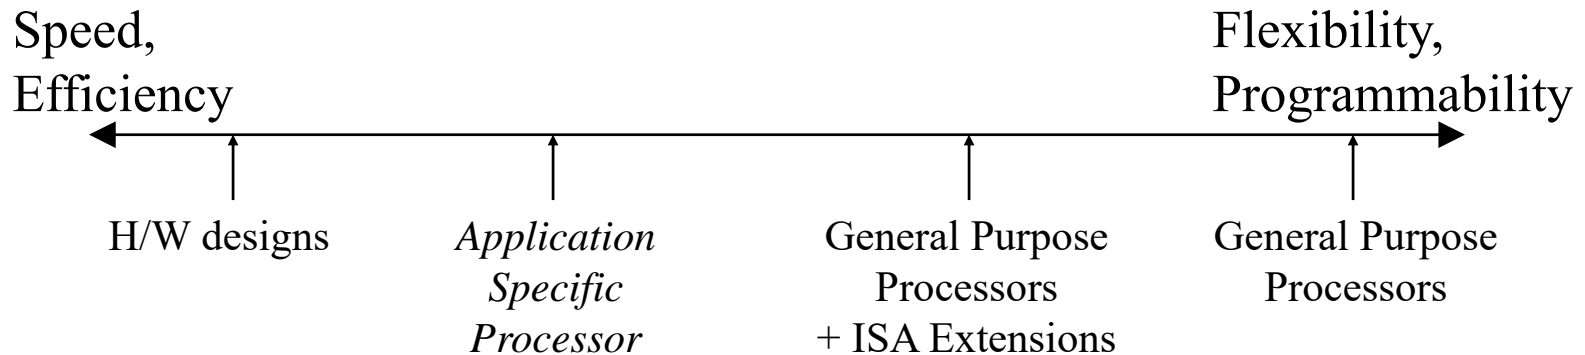 Speed,
Efficiency
Flexibility,
Programmability
H/W designs
Application
Specific
Processor
General Purpose
Processors
+ ISA Extensions
General Purpose
Processors